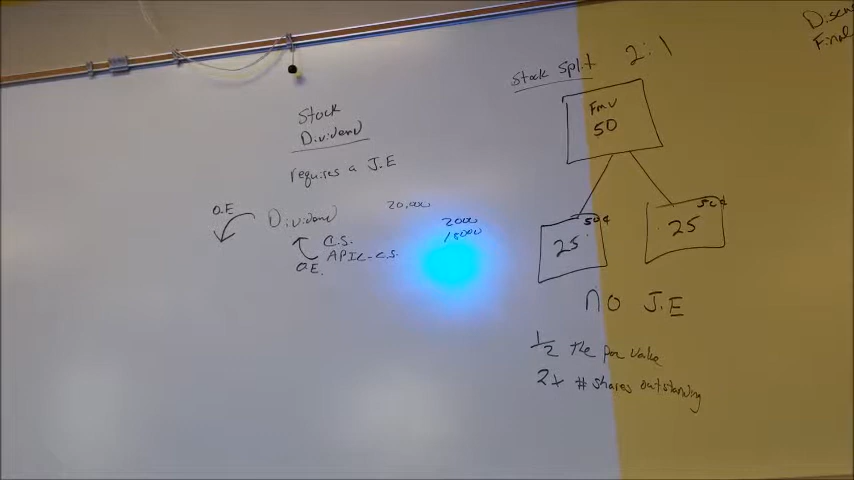 Stock
Dividend
requires a J.E
O.E
Dividend 20,000
C.S. 2000
APIC-C.S. 18000
O.E.
Stock Split 2:1
FMV
50
50¢
25
50¢
25
NO J.E
1/2 The par value
2x # shares outstanding
Final